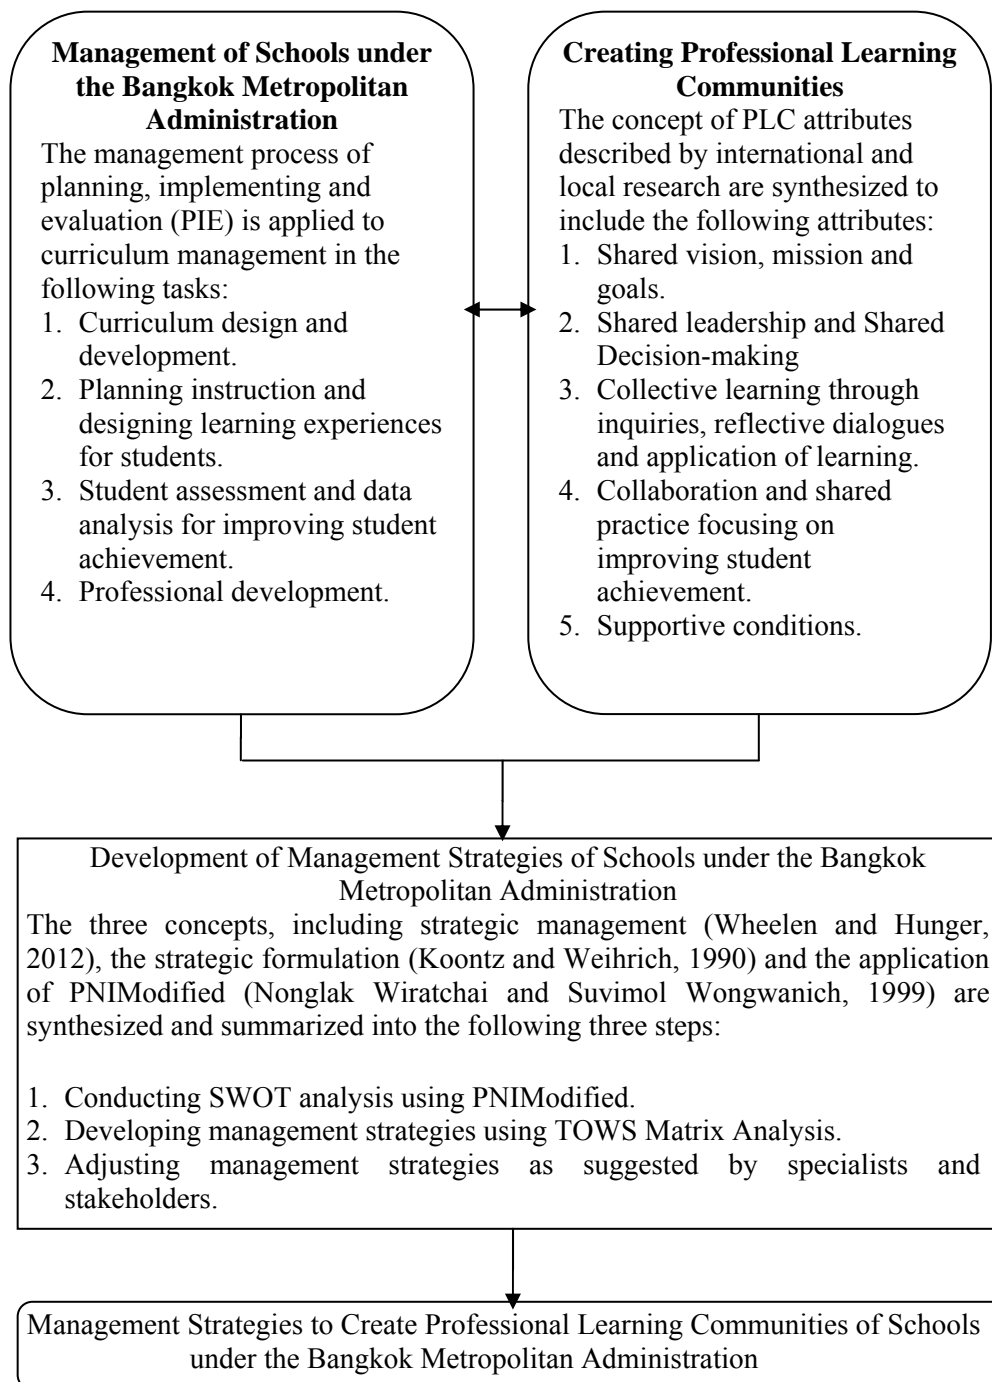 Management of Schools under
the Bangkok Metropolitan
Administration
The management process of
planning, implementing and
evaluation (PIE) is applied to
curriculum management in the
following tasks:
1. Curriculum design and
development.
2. Planning instruction and
designing learning experiences
for students.
3. Student assessment and data
analysis for improving student
achievement.
4. Professional development.
Creating Professional Learning
Communities
The concept of PLC attributes
described by international and
local research are synthesized to
include the following attributes:
1. Shared vision, mission and
goals.
2. Shared leadership and Shared
Decision-making
3. Collective learning through
inquiries, reflective dialogues
and application of learning.
4. Collaboration and shared
practice focusing on
improving student
achievement.
5. Supportive conditions.
Development of Management Strategies of Schools under the Bangkok
Metropolitan Administration
The three concepts, including strategic management (Wheelen and Hunger,
2012), the strategic formulation (Koontz and Weihrich, 1990) and the application
of PNIModified (Nonglak Wiratchai and Suvimol Wongwanich, 1999) are
synthesized and summarized into the following three steps:
1. Conducting SWOT analysis using PNIModified.
2. Developing management strategies using TOWS Matrix Analysis.
3. Adjusting management strategies as suggested by specialists and
stakeholders.
Management Strategies to Create Professional Learning Communities of Schools
under the Bangkok Metropolitan Administration